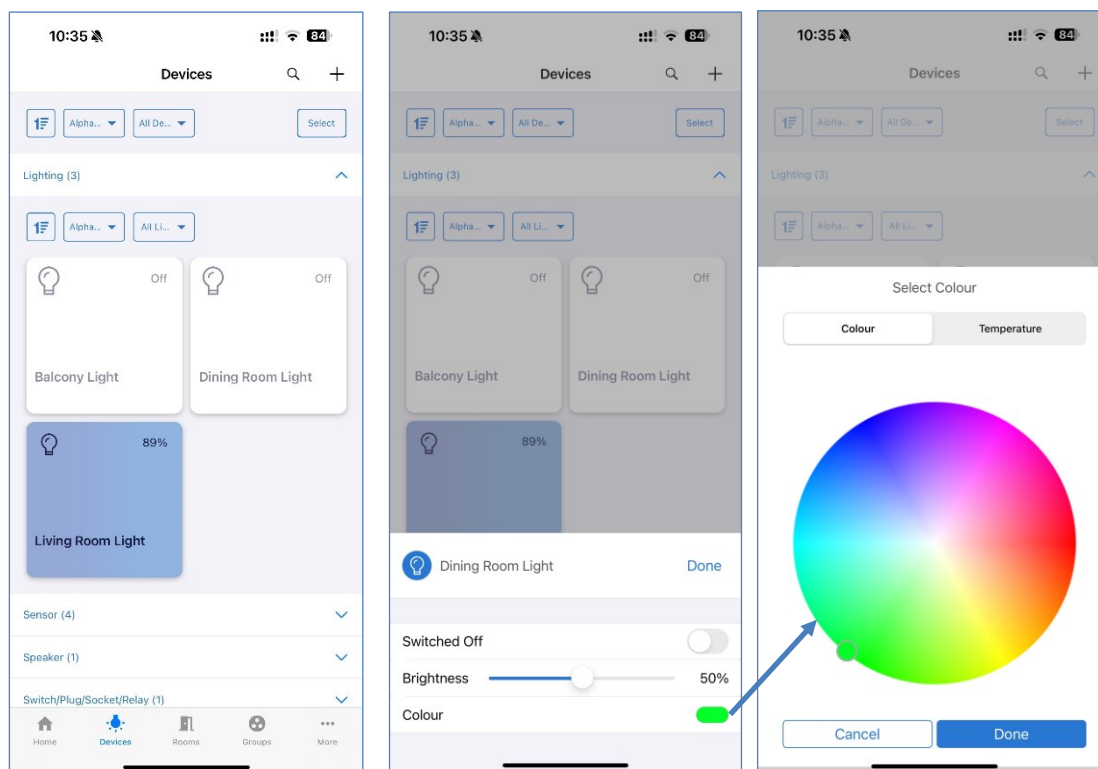 10:35
84
Devices
Alpha... All De... Select
Lighting (3)
Alpha... All Li...
Off
Balcony Light
Off
Dining Room Light
89%
Living Room Light
Sensor (4)
Speaker (1)
Switch/Plug/Socket/Relay (1)
Home Devices Rooms Groups More
10:35
84
Devices
Alpha... All De... Select
Lighting (3)
Alpha... All Li...
Off
Balcony Light
Off
Dining Room Light
89%
Dining Room Light Done
Switched Off
Brightness 50%
Colour
10:35
84
Devices
Alpha... All De... Select
Lighting (3)
Alpha... All Li...
Select Colour
Colour Temperature
Cancel Done